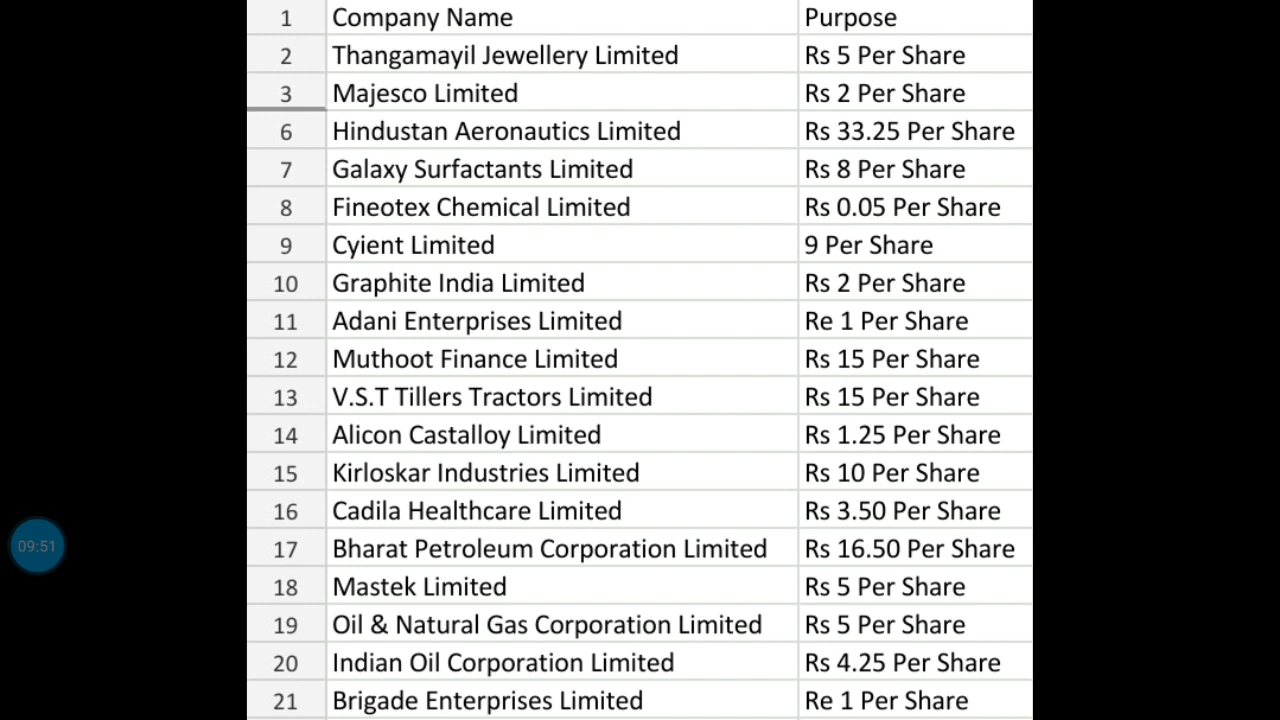 1 Company Name Purpose
2 Thangamayil Jewellery Limited Rs 5 Per Share
3 Majesco Limited Rs 2 Per Share
6 Hindustan Aeronautics Limited Rs 33.25 Per Share
7 Galaxy Surfactants Limited Rs 8 Per Share
8 Fineotex Chemical Limited Rs 0.05 Per Share
9 Cyient Limited 9 Per Share
10 Graphite India Limited Rs 2 Per Share
11 Adani Enterprises Limited Re 1 Per Share
12 Muthoot Finance Limited Rs 15 Per Share
13 V.S.T Tillers Tractors Limited Rs 15 Per Share
14 Alicon Castalloy Limited Rs 1.25 Per Share
15 Kirloskar Industries Limited Rs 10 Per Share
16 Cadila Healthcare Limited Rs 3.50 Per Share
09:51
17 Bharat Petroleum Corporation Limited Rs 16.50 Per Share
18 Mastek Limited Rs 5 Per Share
19 Oil & Natural Gas Corporation Limited Rs 5 Per Share
20 Indian Oil Corporation Limited Rs 4.25 Per Share
21 Brigade Enterprises Limited Re 1 Per Share